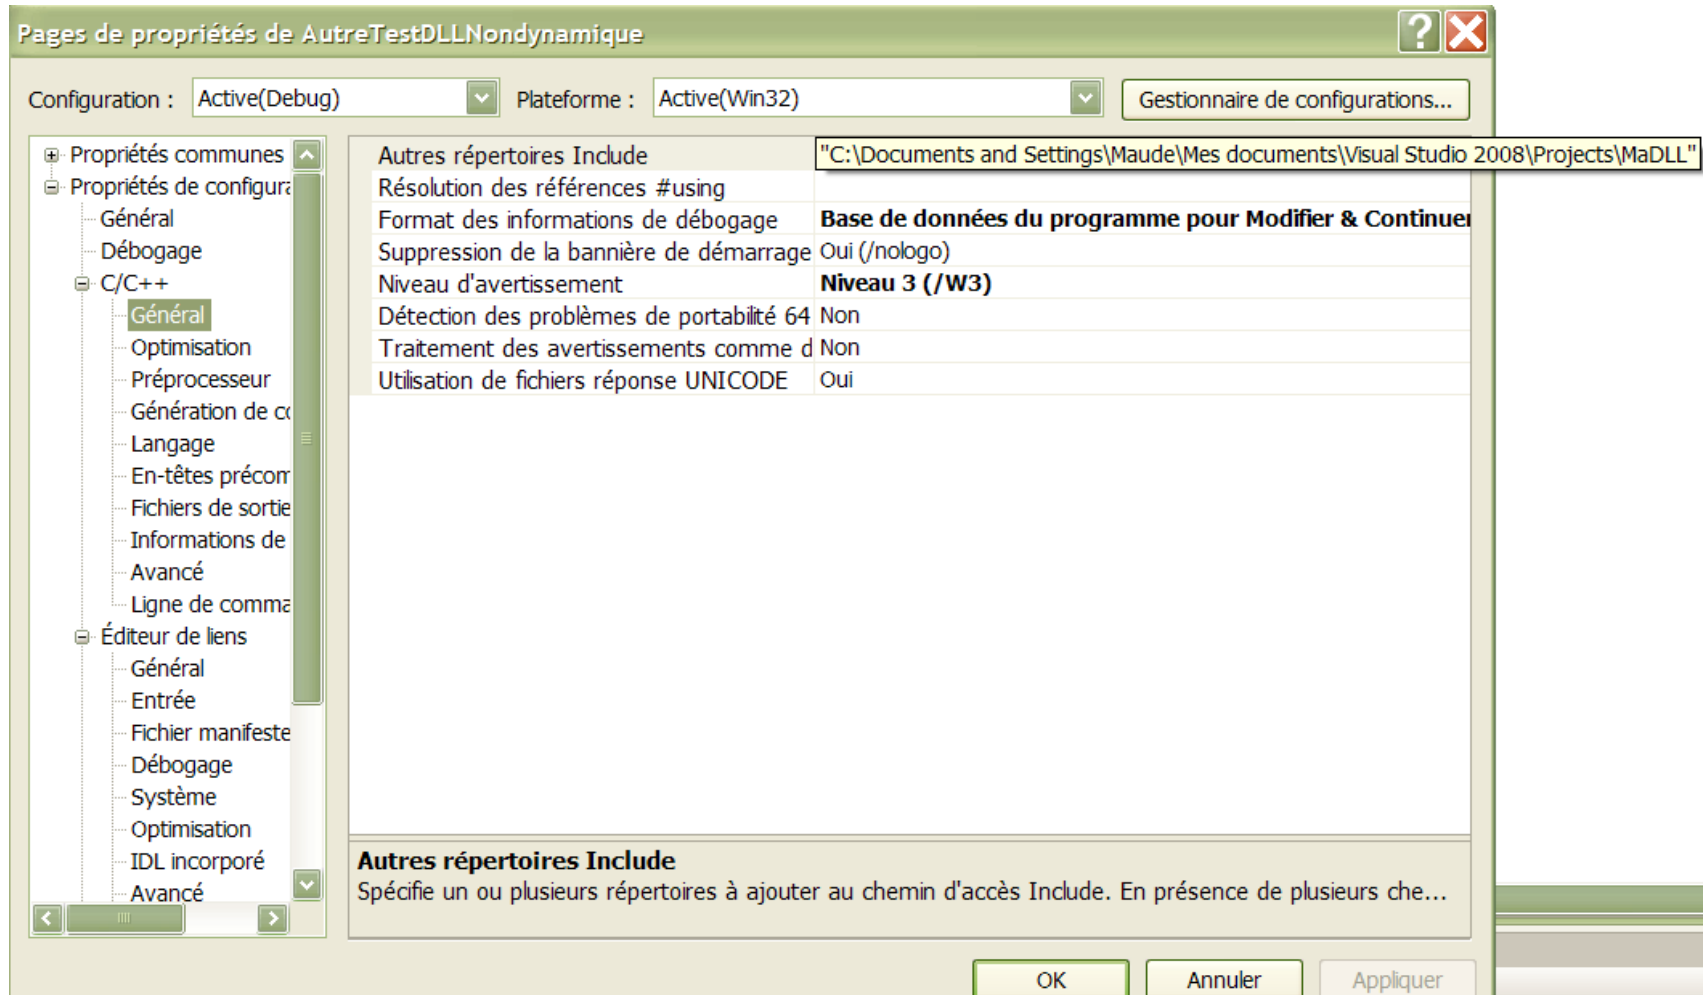 Pages de propriétés de AutreTestDLLNondynamique
Configuration : Active(Debug) Plateforme : Active(Win32) Gestionnaire de configurations...
Propriétés communes
Propriétés de configura
Général
Débogage
C/C++
Général
Optimisation
Préprocesseur
Génération de co
Langage
En-têtes précom
Fichiers de sortie
Informations de
Avancé
Ligne de comma
Éditeur de liens
Général
Entrée
Fichier manifeste
Débogage
Système
Optimisation
IDL incorporé
Avancé
Autres répertoires Include "C:\Documents and Settings\Maude\Mes documents\Visual Studio 2008\Projects\MaDLL"
Résolution des références #using
Format des informations de débogage Base de données du programme pour Modifier & Continuer
Suppression de la bannière de démarrage Oui (/nologo)
Niveau d'avertissement Niveau 3 (/W3)
Détection des problèmes de portabilité 64 Non
Traitement des avertissements comme d Non
Utilisation de fichiers réponse UNICODE Oui
Autres répertoires Include
Spécifie un ou plusieurs répertoires à ajouter au chemin d'accès Include. En présence de plusieurs che...
OK Annuler Appliquer